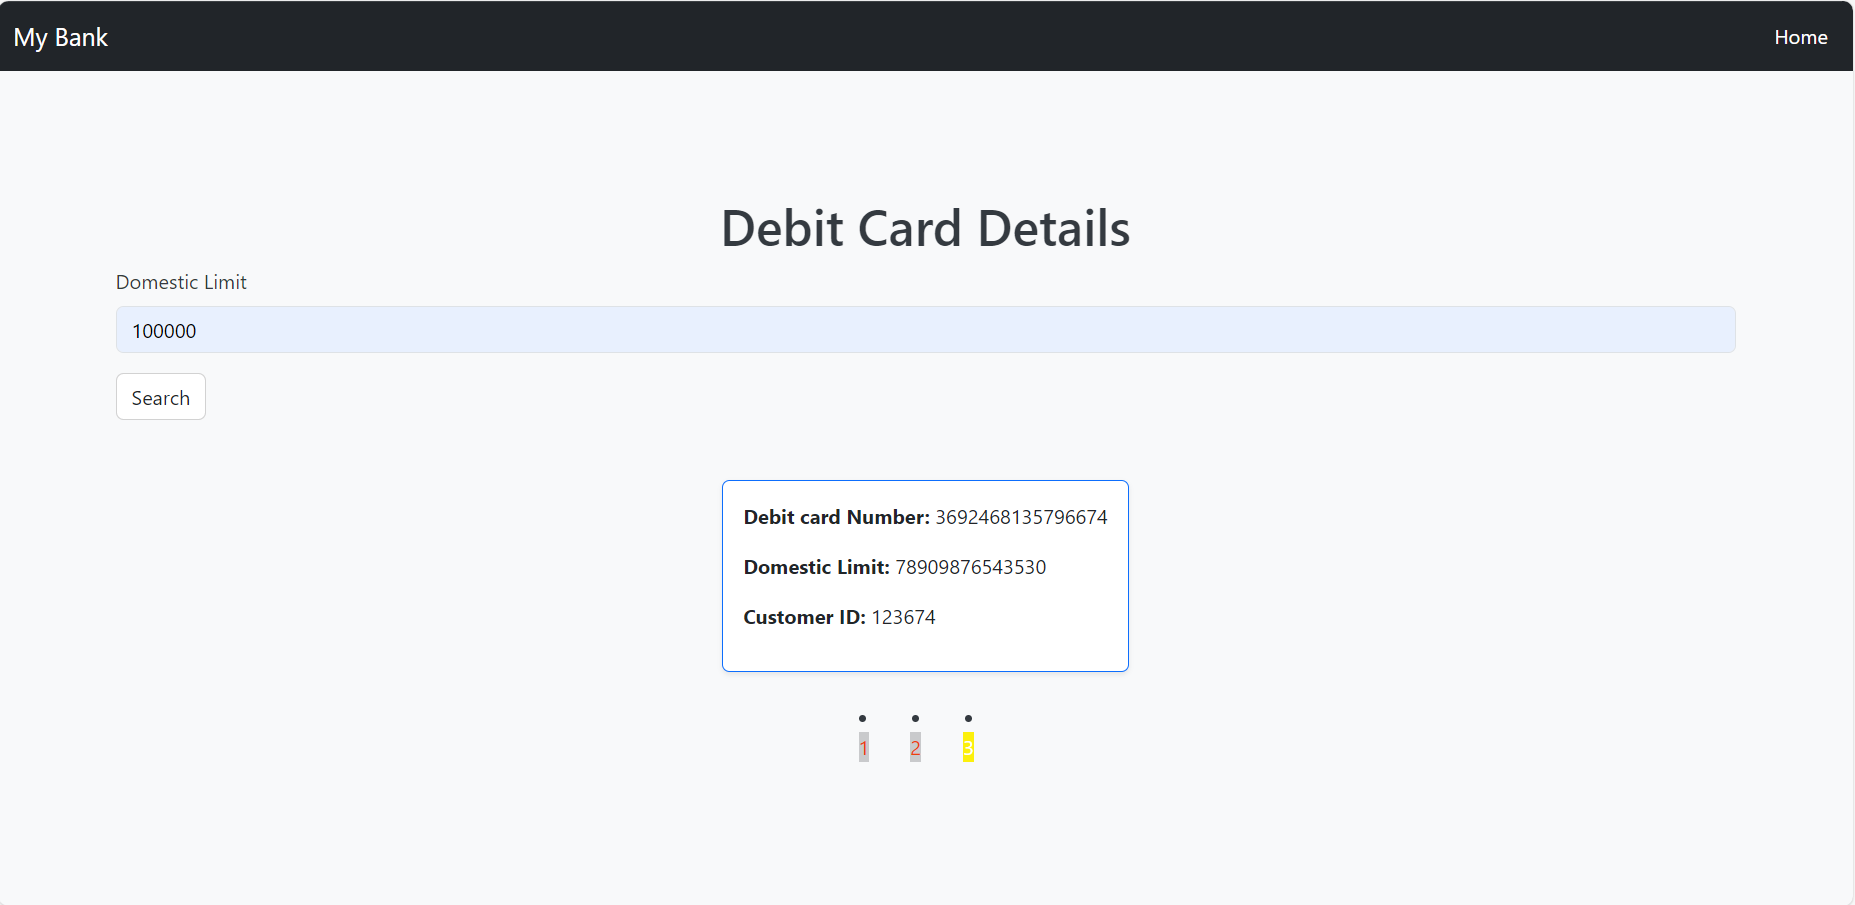 My Bank Home
Debit Card Details
Domestic Limit
100000
Search
Debit card Number: 3692468135796674
Domestic Limit: 78909876543530
Customer ID: 123674
1 2 3